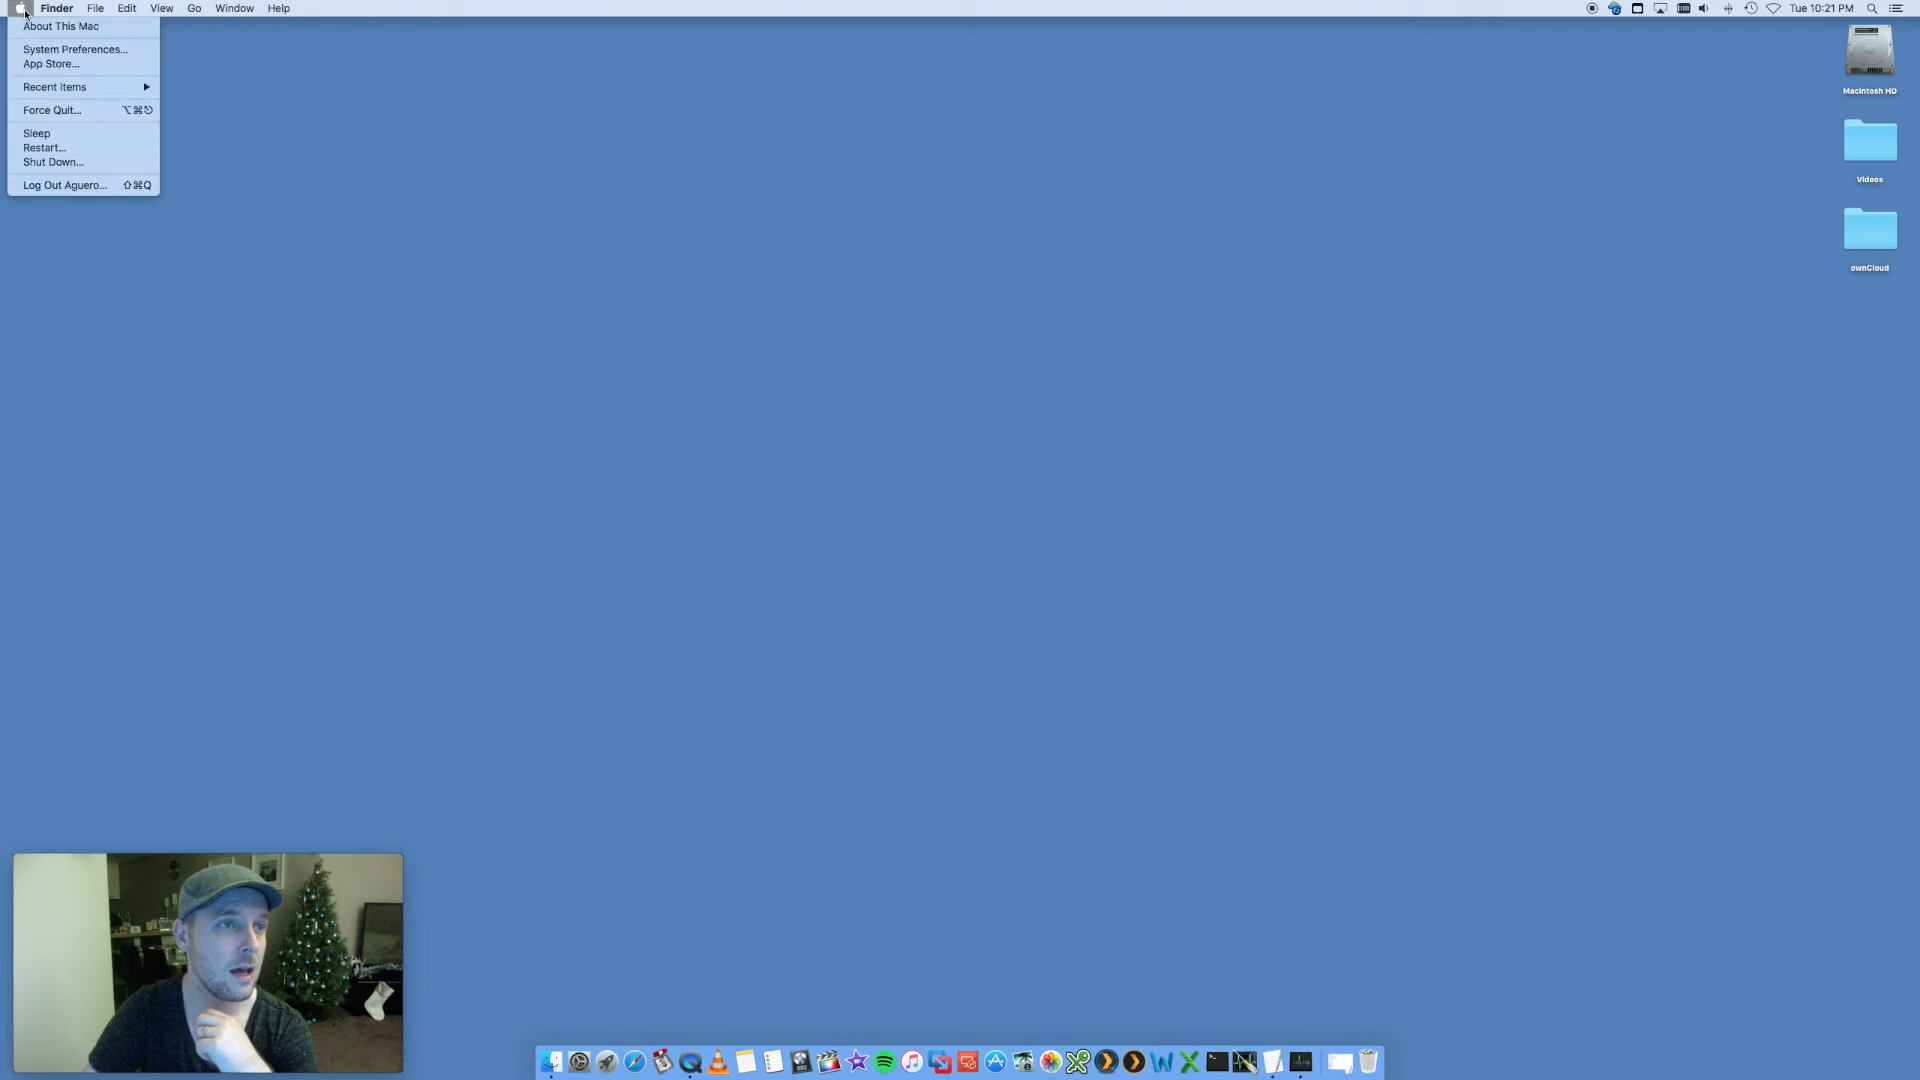 Finder File Edit View Go Window Help Tue 10:21 PM
About This Mac
System Preferences...
App Store...
Recent Items
Force Quit... ⌥⌘⎋
Sleep
Restart...
Shut Down...
Log Out Aguero... ⇧⌘Q
Macintosh HD
Videos
ownCloud